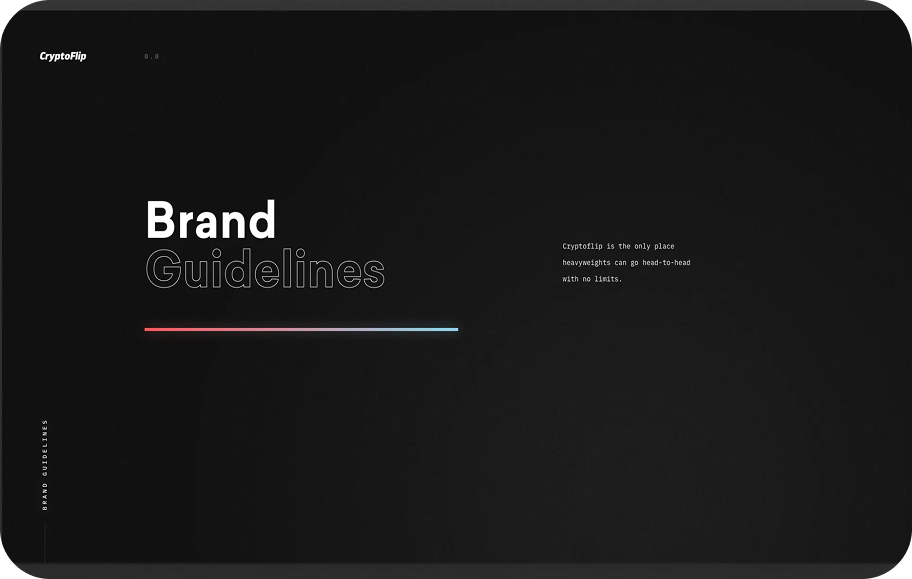 CryptoFlip
0.0
Brand
Guidelines
Cryptoflip is the only place
heavyweights can go head-to-head
with no limits.
BRAND GUIDELINES